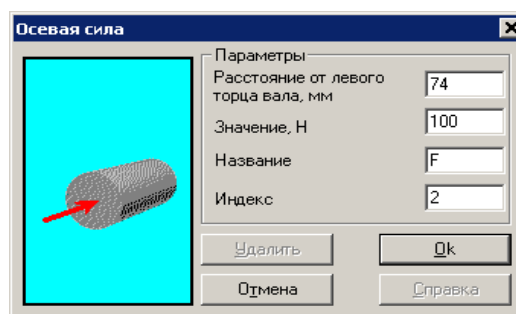 Осевая сила
Параметры
Расстояние от левого
торца вала, мм
74
Значение, Н
100
Название
F
Индекс
2
Удалить
Ok
Отмена
Справка